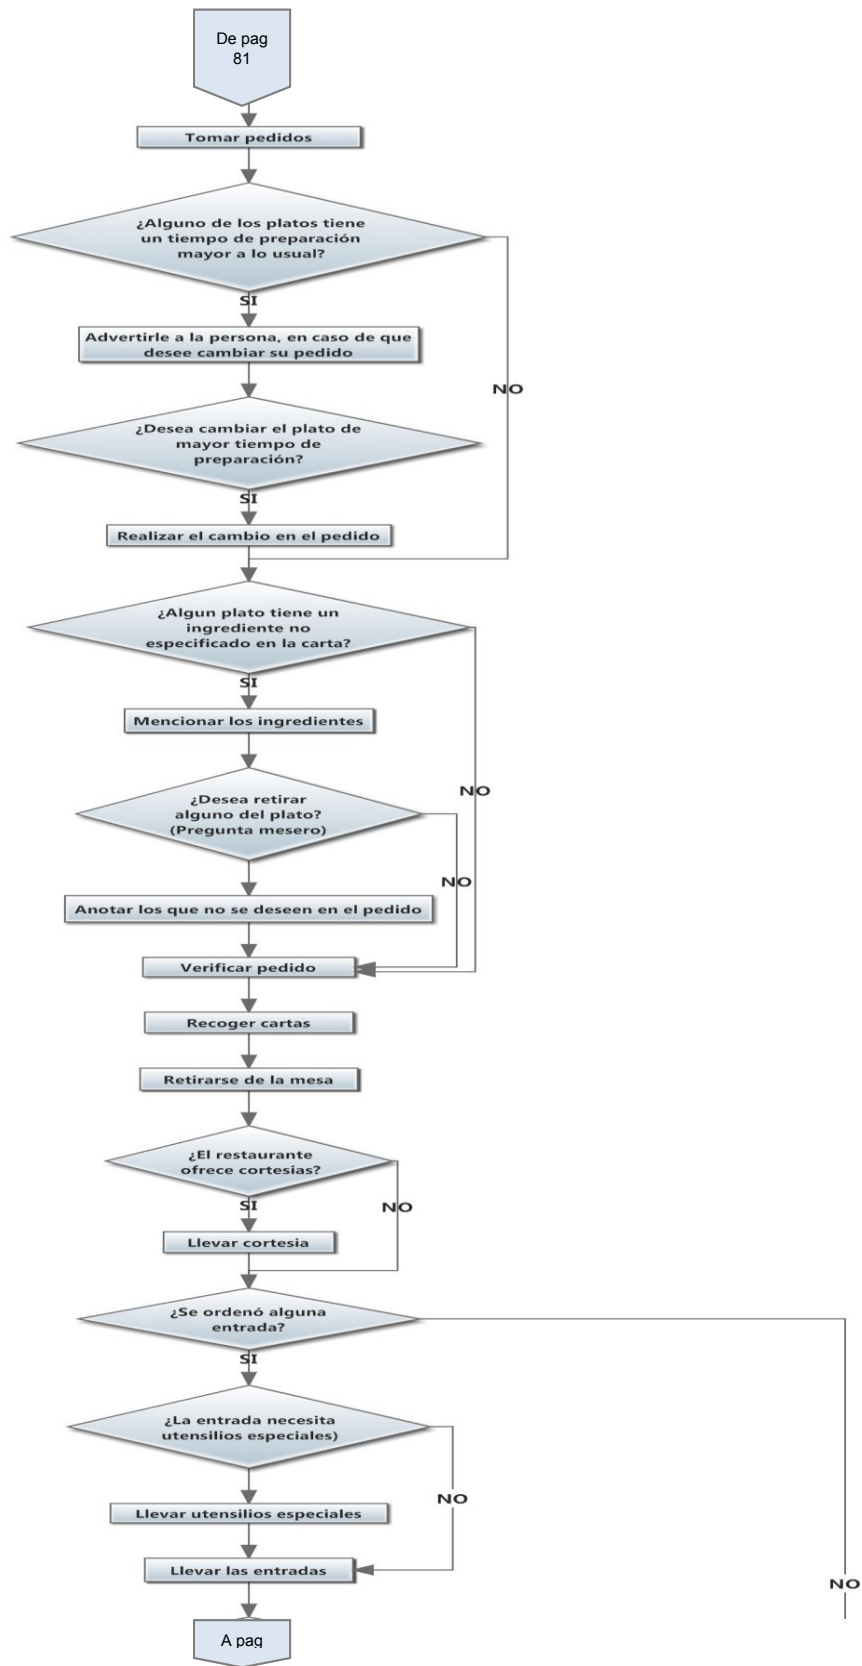 De pag
81
Tomar pedidos
¿Alguno de los platos tiene
un tiempo de preparación
mayor a lo usual?
SI
Advertirle a la persona, en caso de que
desee cambiar su pedido
NO
¿Desea cambiar el plato de
mayor tiempo de
preparación?
SI
Realizar el cambio en el pedido
¿Algun plato tiene un
ingrediente no
especificado en la carta?
SI
Mencionar los ingredientes
NO
¿Desea retirar
alguno del plato?
(Pregunta mesero)
NO
Anotar los que no se deseen en el pedido
Verificar pedido
Recoger cartas
Retirarse de la mesa
¿El restaurante
ofrece cortesias?
SI
NO
Llevar cortesia
¿Se ordenó alguna
entrada?
SI
¿La entrada necesita
utensilios especiales)
NO
Llevar utensilios especiales
Llevar las entradas
NO
A pag